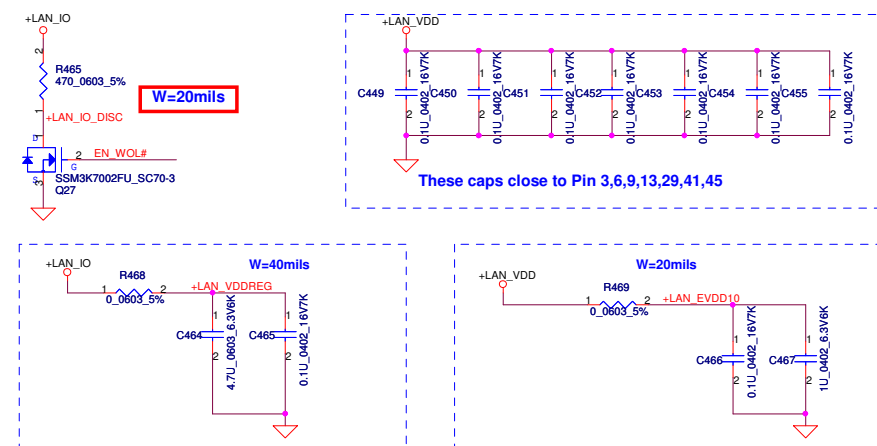 +LAN_IO
2
R465
470_0603_5%
W=20mils
1
+LAN_IO_DISC
D
EN_WOL#
2
G
S
3
SSM3K7002FU_SC70-3
Q27
+LAN_VDD
C449
1
2
0.1U_0402_16V7K
C450
1
2
0.1U_0402_16V7K
C451
1
2
0.1U_0402_16V7K
C452
1
2
0.1U_0402_16V7K
C453
1
2
0.1U_0402_16V7K
C454
1
2
0.1U_0402_16V7K
C455
1
2
0.1U_0402_16V7K
These caps close to Pin 3,6,9,13,29,41,45
+LAN_IO
W=40mils
R468
1
2
0_0603_5%
+LAN_VDDREG
C464
1
2
4.7U_0603_6.3V6K
C465
1
2
0.1U_0402_16V7K
+LAN_VDD
W=20mils
R469
1
2
0_0603_5%
+LAN_EVDD10
C466
1
2
0.1U_0402_16V7K
C467
1
2
1U_0402_6.3V6K